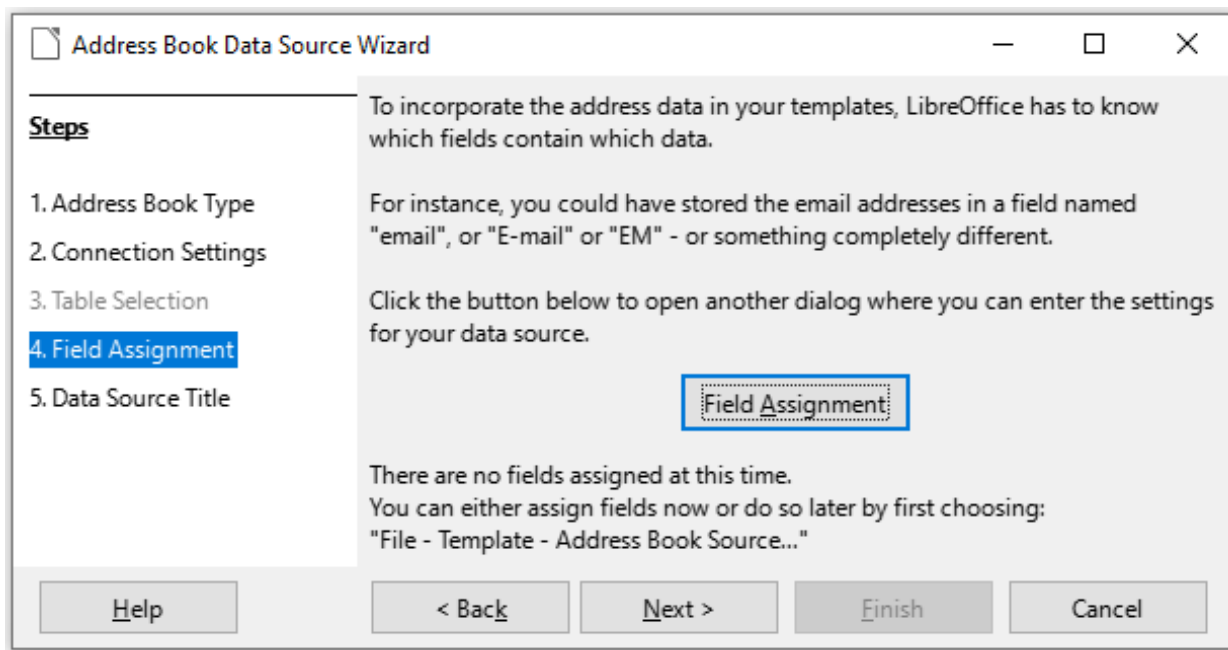 Address Book Data Source Wizard
Steps
1. Address Book Type
2. Connection Settings
3. Table Selection
4. Field Assignment
5. Data Source Title
To incorporate the address data in your templates, LibreOffice has to know
which fields contain which data.
For instance, you could have stored the email addresses in a field named
"email", or "E-mail" or "EM" - or something completely different.
Click the button below to open another dialog where you can enter the settings
for your data source.
Field Assignment
There are no fields assigned at this time.
You can either assign fields now or do so later by first choosing:
"File - Template - Address Book Source..."
Help
< Back
Next >
Finish
Cancel